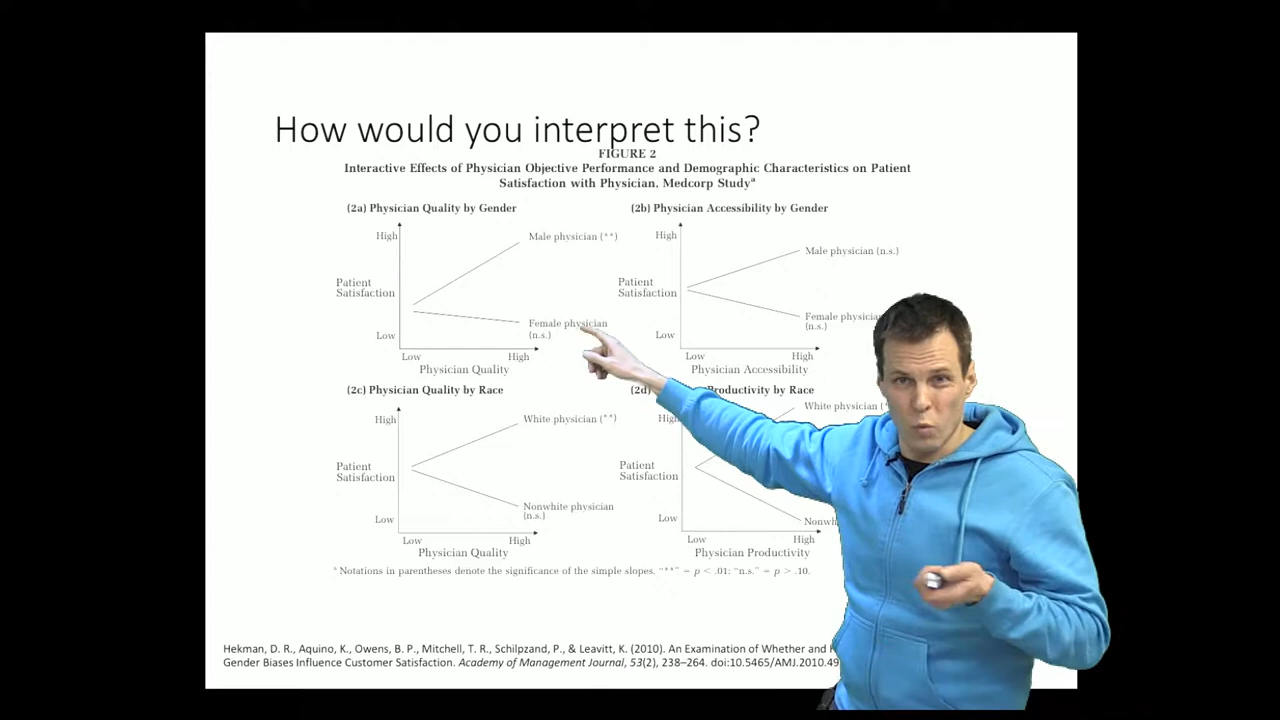 How would you interpret this?
FIGURE 2
Interactive Effects of Physician Objective Performance and Demographic Characteristics on Patient
Satisfaction with Physician, Medcorp Studyᵃ
(2a) Physician Quality by Gender
High
Male physician (**)
Patient
Satisfaction
Female physician
(n.s.)
Low
Low High
Physician Quality
(2b) Physician Accessibility by Gender
High
Male physician (n.s.)
Patient
Satisfaction
Female physician
(n.s.)
Low
Low High
Physician Accessibility
(2c) Physician Quality by Race
High
White physician (**)
Patient
Satisfaction
Nonwhite physician
(n.s.)
Low
Low High
Physician Quality
(2d) Productivity by Race
High
White physician (
Patient
Satisfaction
Low
Low High
Physician Productivity
ᵃ Notations in parentheses denote the significance of the simple slopes. "**" = p < .01; "n.s." = p > .10.
Hekman, D. R., Aquino, K., Owens, B. P., Mitchell, T. R., Schilpzand, P., & Leavitt, K. (2010). An Examination of Whether and
Gender Biases Influence Customer Satisfaction. Academy of Management Journal, 53(2), 238–264. doi:10.5465/AMJ.2010.49